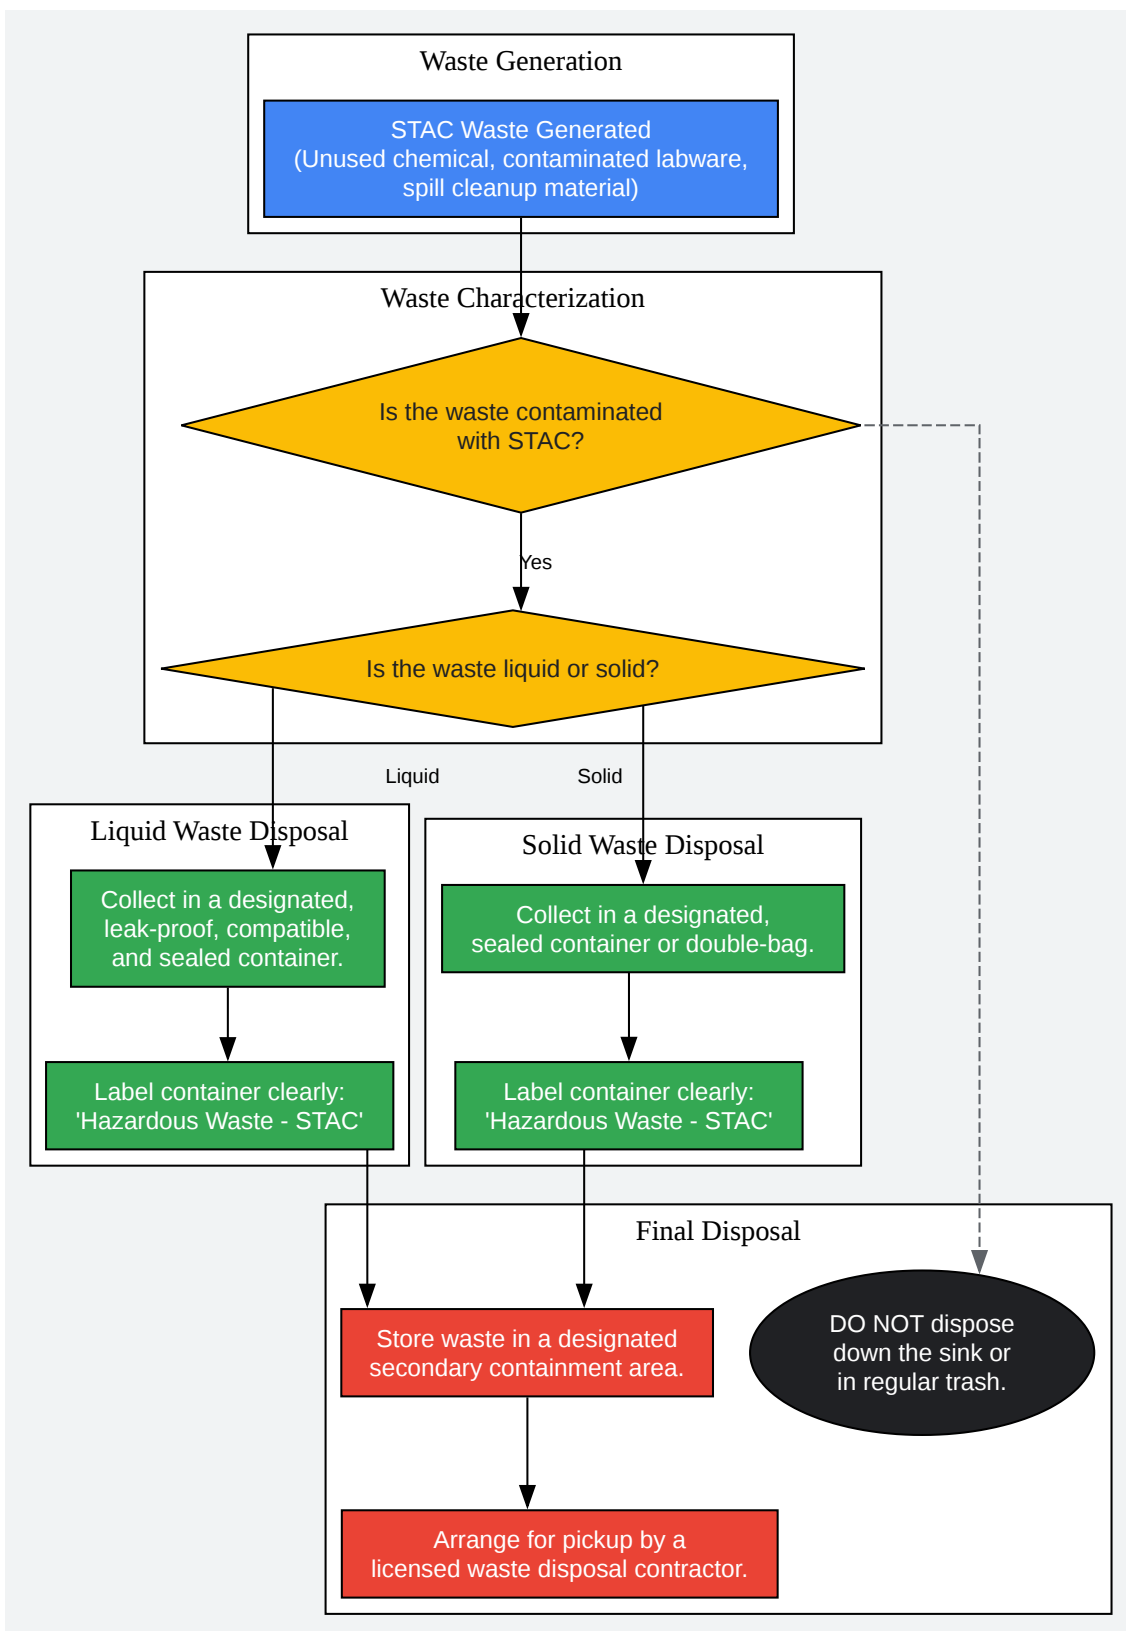 Waste Generation
STAC Waste Generated
(Unused chemical, contaminated labware,
spill cleanup material)
Waste Characterization
Is the waste contaminated
with STAC?
Yes
Is the waste liquid or solid?
Liquid
Solid
Liquid Waste Disposal
Collect in a designated,
leak-proof, compatible,
and sealed container.
Label container clearly:
'Hazardous Waste - STAC'
Solid Waste Disposal
Collect in a designated,
sealed container or double-bag.
Label container clearly:
'Hazardous Waste - STAC'
Final Disposal
Store waste in a designated
secondary containment area.
DO NOT dispose
down the sink or
in regular trash.
Arrange for pickup by a
licensed waste disposal contractor.